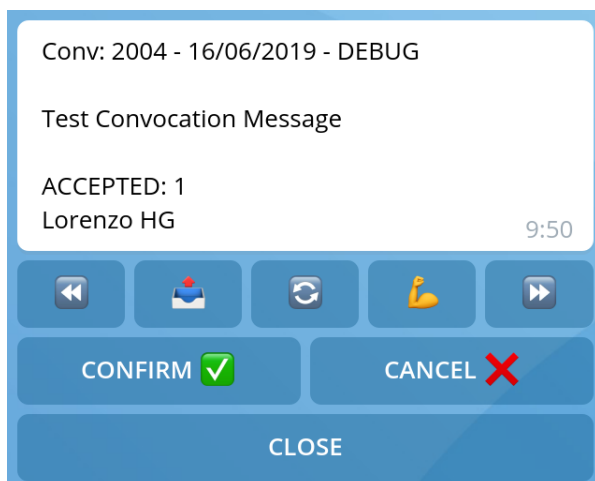 Conv: 2004 - 16/06/2019 - DEBUG
Test Convocation Message
ACCEPTED: 1
Lorenzo HG
9:50
CONFIRM ✅
CANCEL ❌
CLOSE